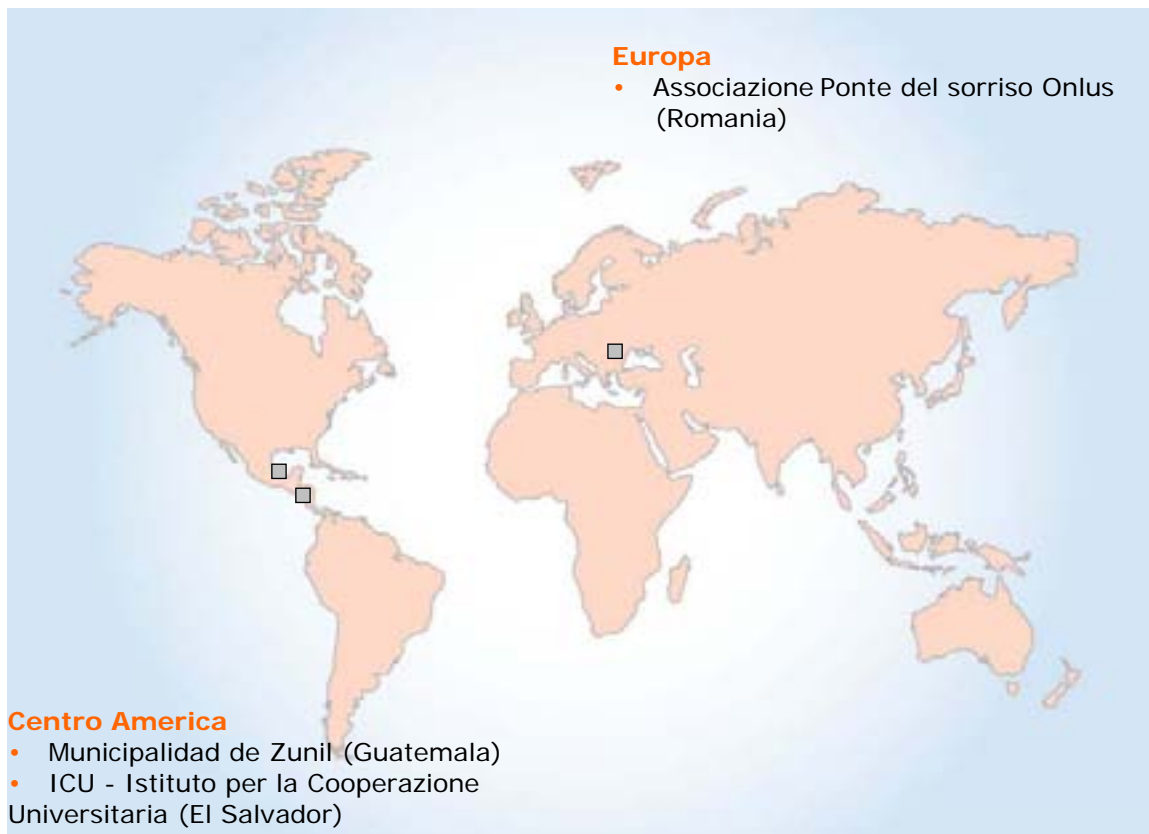 Europa
• Associazione Ponte del sorriso Onlus
(Romania)
Centro America
• Municipalidad de Zunil (Guatemala)
• ICU - Istituto per la Cooperazione
Universitaria (El Salvador)